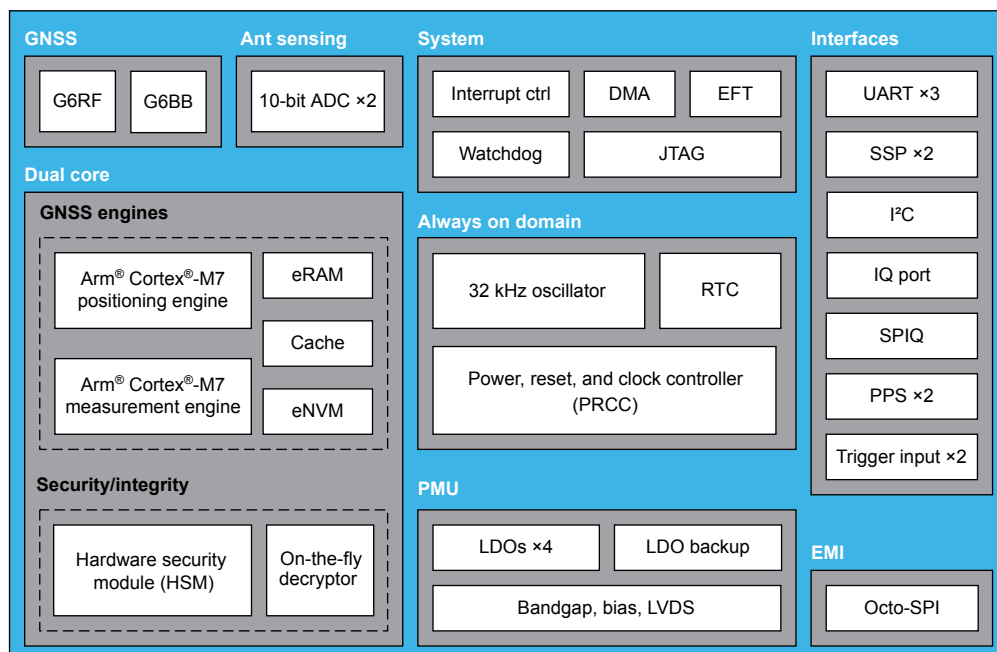 GNSS
G6RF
G6BB
Ant sensing
10-bit ADC ×2
System
Interrupt ctrl
DMA
EFT
Watchdog
JTAG
Interfaces
UART ×3
SSP ×2
I²C
IQ port
SPIQ
PPS ×2
Trigger input ×2
Dual core
GNSS engines
Arm® Cortex®-M7
positioning engine
eRAM
Cache
Arm® Cortex®-M7
measurement engine
eNVM
Security/integrity
Hardware security
module (HSM)
On-the-fly
decryptor
Always on domain
32 kHz oscillator
RTC
Power, reset, and clock controller
(PRCC)
PMU
LDOs ×4
LDO backup
Bandgap, bias, LVDS
EMI
Octo-SPI